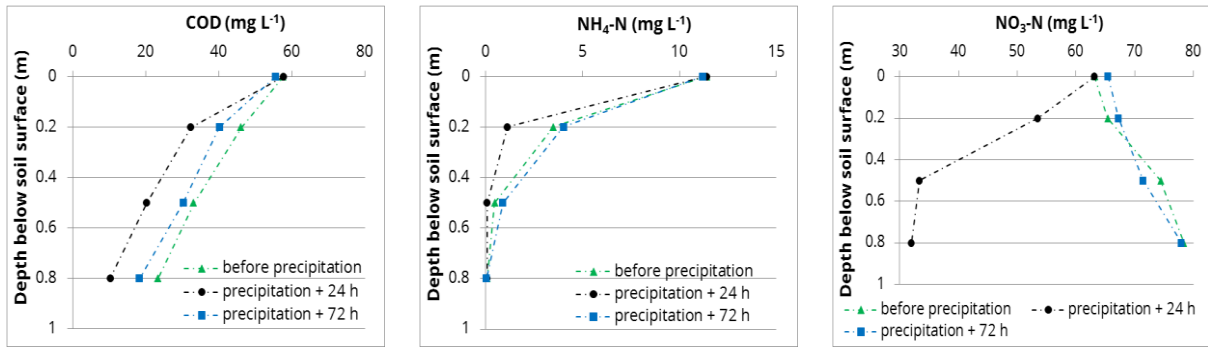 COD (mg L⁻¹)
0 20 40 60 80
Depth below soil surface (m)
0
0.2
0.4
0.6
0.8
1
before precipitation
precipitation + 24 h
precipitation + 72 h
NH₄-N (mg L⁻¹)
0 5 10 15
Depth below soil surface (m)
0
0.2
0.4
0.6
0.8
1
before precipitation
precipitation + 24 h
precipitation + 72 h
NO₃-N (mg L⁻¹)
30 40 50 60 70 80
Depth below soil surface (m)
0
0.2
0.4
0.6
0.8
1
before precipitation precipitation + 24 h
precipitation + 72 h